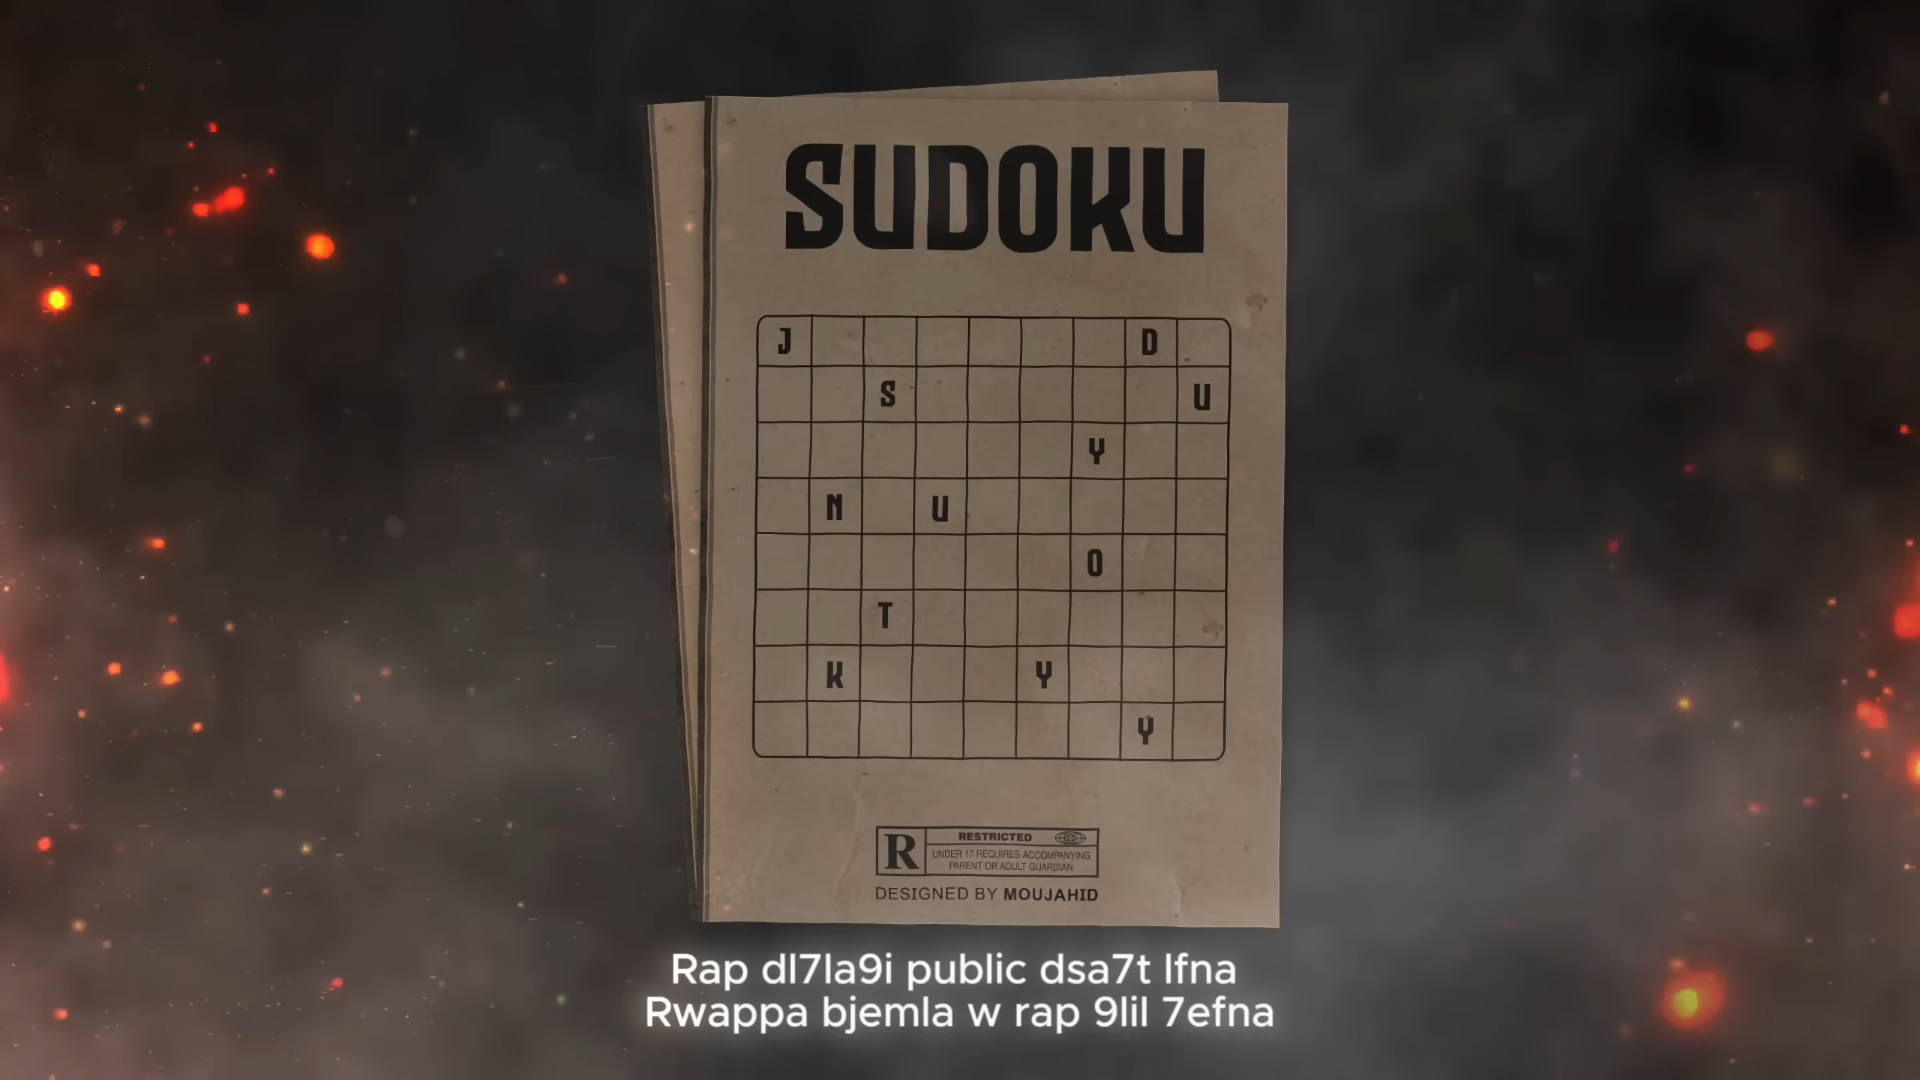 SUDOKU
J D
S U
Y
N U
O
T
K Y
Y
R
RESTRICTED
UNDER 17 REQUIRES ACCOMPANYING
PARENT OR ADULT GUARDIAN
DESIGNED BY MOUJAHID
Rap dl7la9i public dsa7t lfna
Rwappa bjemla w rap 9lil 7efna